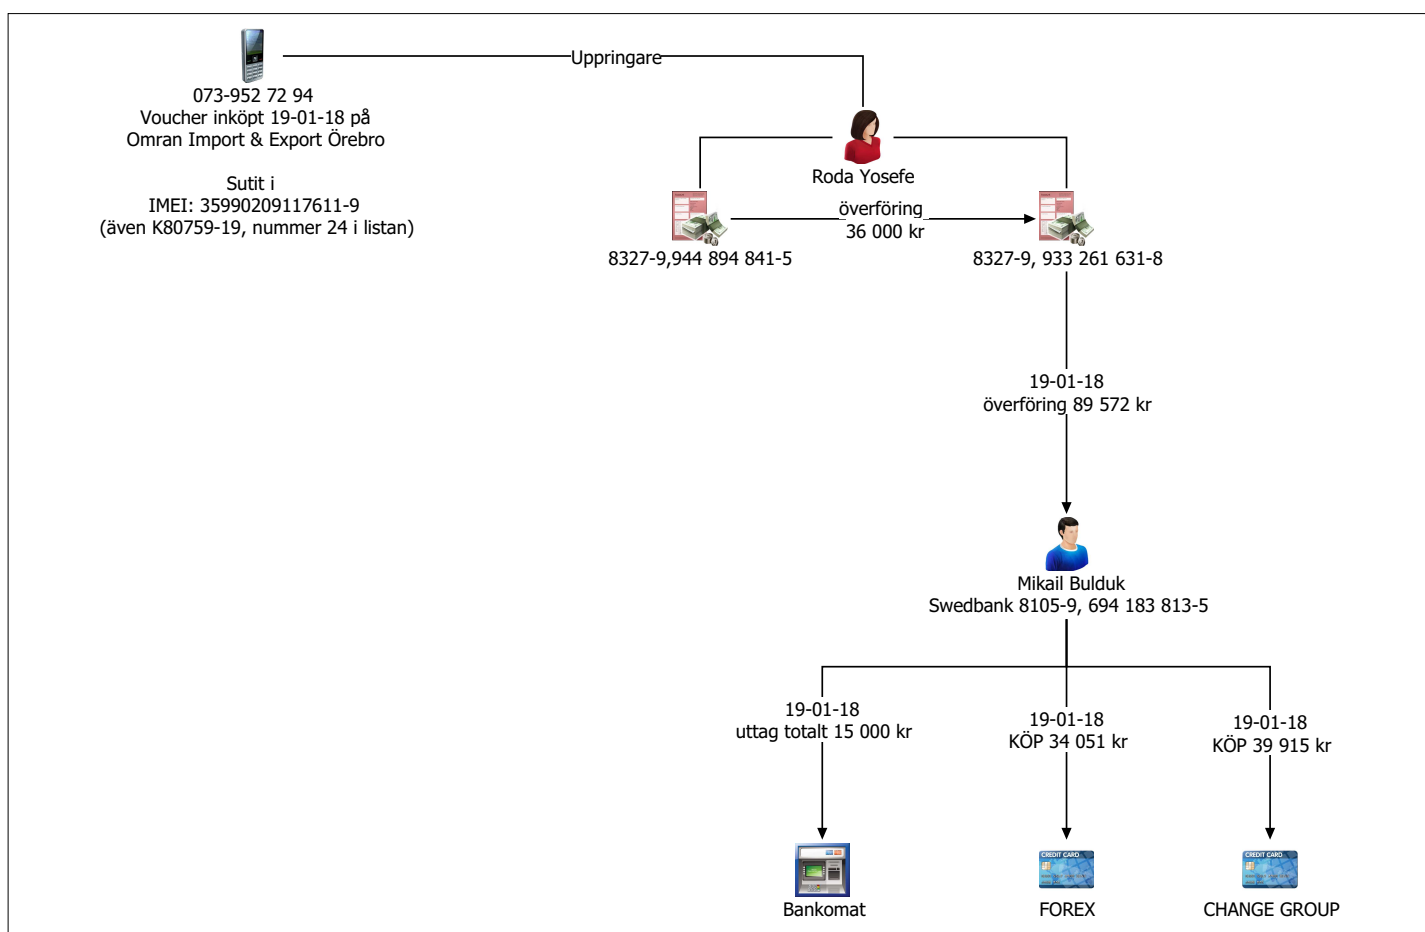 Uppringare
073-952 72 94
Voucher inköpt 19-01-18 på
Omran Import & Export Örebro
Sutit i
IMEI: 35990209117611-9
(även K80759-19, nummer 24 i listan)
Roda Yosefe
överföring
36 000 kr
8327-9,944 894 841-5
8327-9, 933 261 631-8
19-01-18
överföring 89 572 kr
Mikail Bulduk
Swedbank 8105-9, 694 183 813-5
19-01-18
uttag totalt 15 000 kr
19-01-18
KÖP 34 051 kr
19-01-18
KÖP 39 915 kr
Bankomat
CREDIT CARD
FOREX
CREDIT CARD
CHANGE GROUP